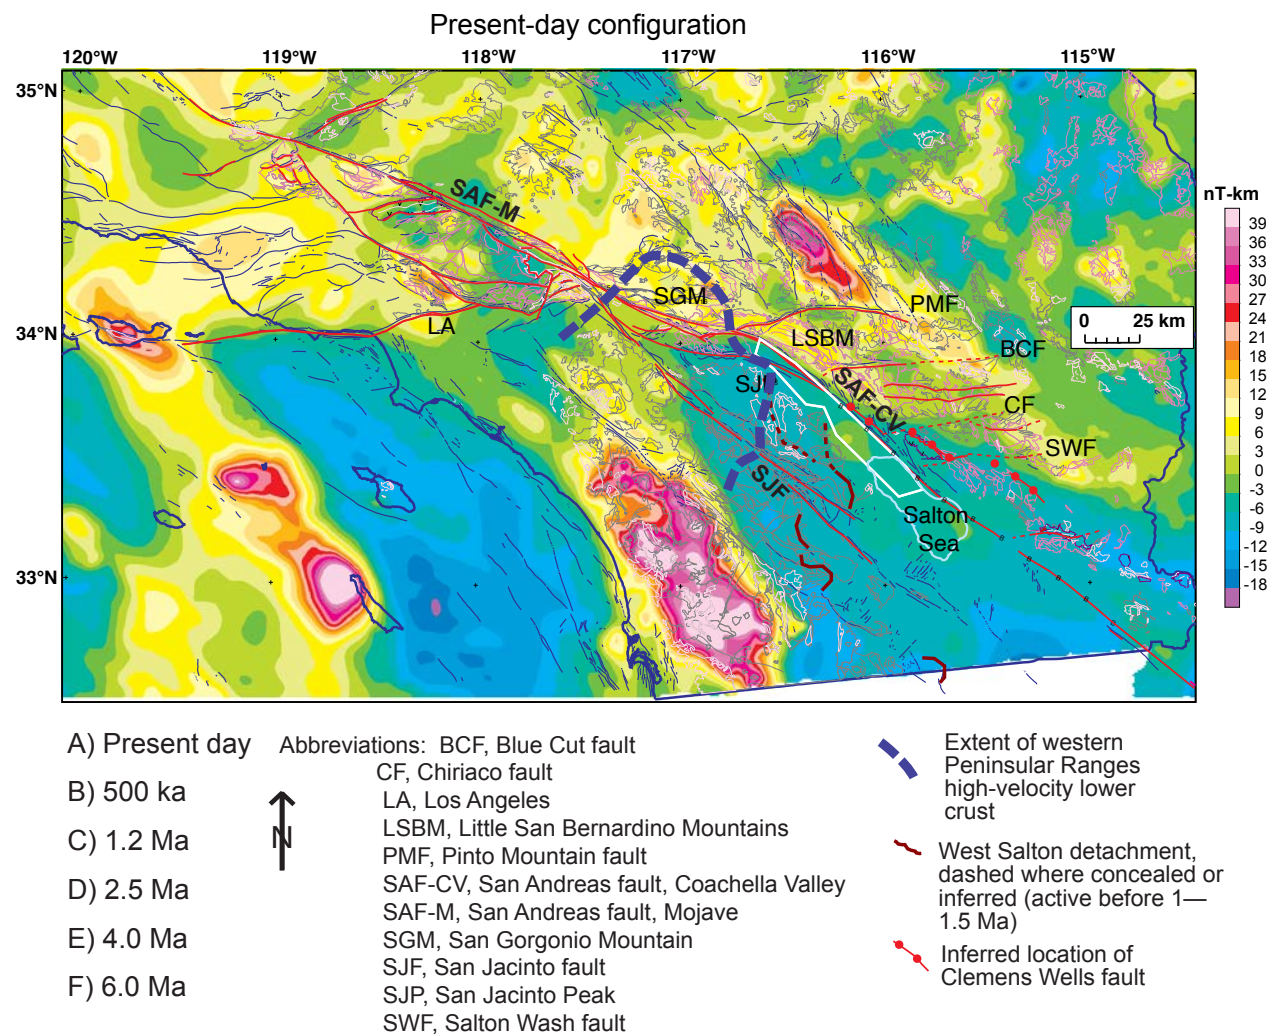 Present-day configuration
120°W 119°W 118°W 117°W 116°W 115°W
35°N
34°N
33°N
SAF-M
SGM
PMF
LA
LSBM
BCF
SJ
SAF-CV
CF
SWF
SJF
Salton
Sea
0 25 km
nT-km
39
36
33
30
27
24
21
18
15
12
9
6
3
0
-3
-6
-9
-12
-15
-18
A) Present day
B) 500 ka
C) 1.2 Ma
D) 2.5 Ma
E) 4.0 Ma
F) 6.0 Ma
N
Abbreviations: BCF, Blue Cut fault
CF, Chiriaco fault
LA, Los Angeles
LSBM, Little San Bernardino Mountains
PMF, Pinto Mountain fault
SAF-CV, San Andreas fault, Coachella Valley
SAF-M, San Andreas fault, Mojave
SGM, San Gorgonio Mountain
SJF, San Jacinto fault
SJP, San Jacinto Peak
SWF, Salton Wash fault
Extent of western
Peninsular Ranges
high-velocity lower
crust
West Salton detachment,
dashed where concealed or
inferred (active before 1—
1.5 Ma)
Inferred location of
Clemens Wells fault